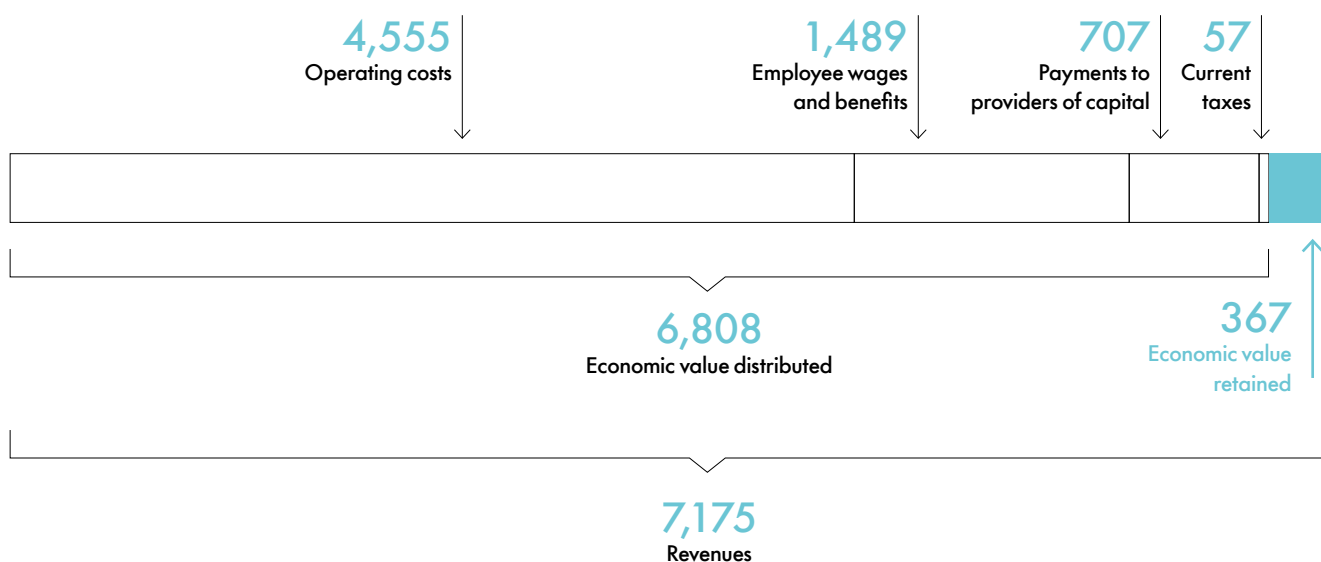 4,555
Operating costs
1,489
Employee wages
and benefits
707
Payments to
providers of capital
57
Current
taxes
6,808
Economic value distributed
367
Economic value
retained
7,175
Revenues